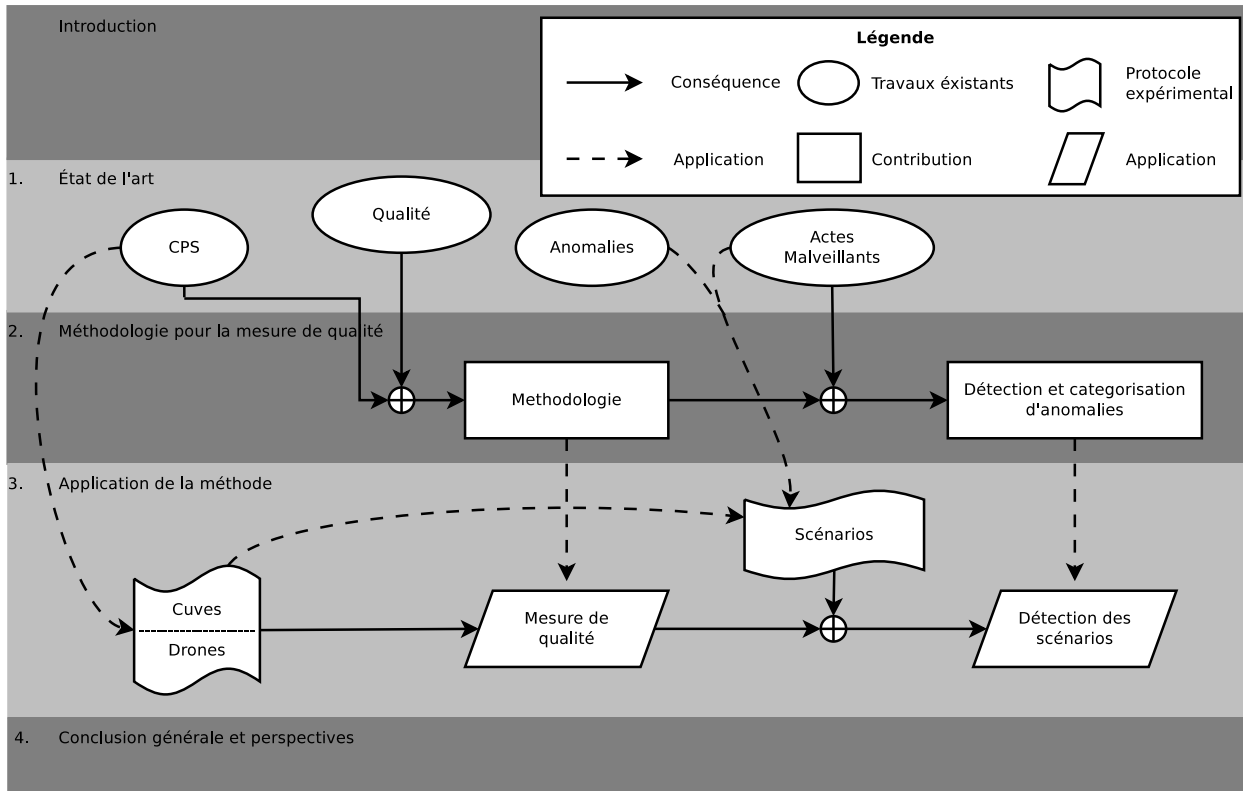 Introduction
Légende
Conséquence
Travaux éxistants
Protocole
expérimental
Application
Contribution
Application
1. État de l'art
CPS
Qualité
Anomalies
Actes
Malveillants
2. Méthodologie pour la mesure de qualité
Methodologie
Détection et categorisation
d'anomalies
3. Application de la méthode
Scénarios
Cuves
Drones
Mesure de
qualité
Détection des
scénarios
4. Conclusion générale et perspectives